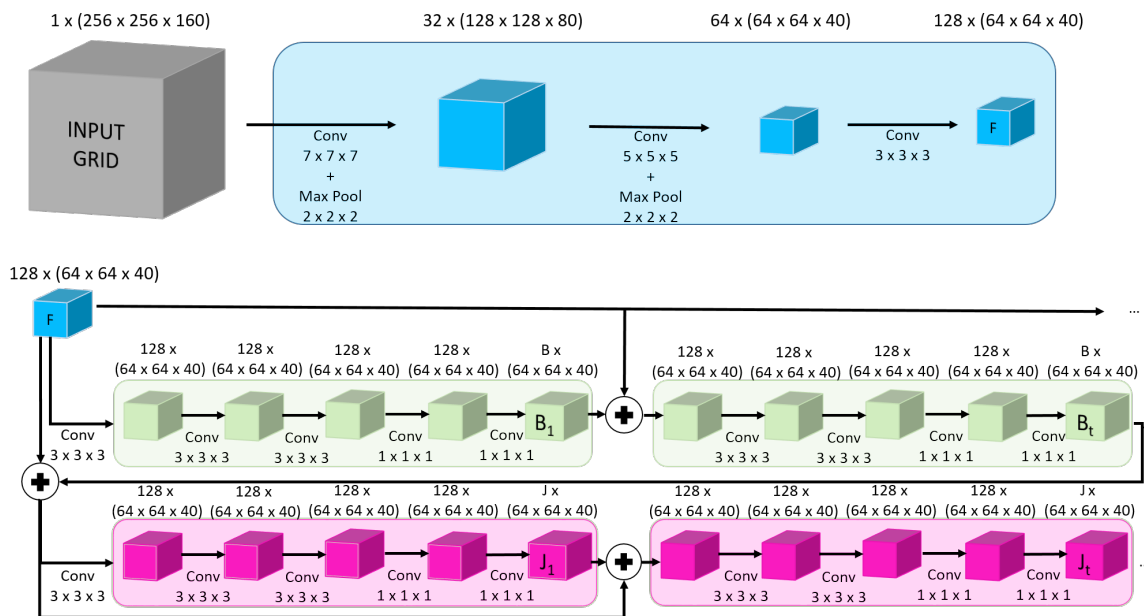 1 x (256 x 256 x 160)
32 x (128 x 128 x 80)
64 x (64 x 64 x 40)
128 x (64 x 64 x 40)
INPUT
GRID
Conv
7 x 7 x 7
+
Max Pool
2 x 2 x 2
Conv
5 x 5 x 5
+
Max Pool
2 x 2 x 2
Conv
3 x 3 x 3
F
128 x (64 x 64 x 40)
F
...
128 x
(64 x 64 x 40)
128 x
(64 x 64 x 40)
128 x
(64 x 64 x 40)
128 x
(64 x 64 x 40)
B x
(64 x 64 x 40)
128 x
(64 x 64 x 40)
128 x
(64 x 64 x 40)
128 x
(64 x 64 x 40)
128 x
(64 x 64 x 40)
B x
(64 x 64 x 40)
Conv
3 x 3 x 3
Conv
3 x 3 x 3
Conv
3 x 3 x 3
Conv
1 x 1 x 1
Conv
1 x 1 x 1
B1
+
Conv
3 x 3 x 3
Conv
3 x 3 x 3
Conv
1 x 1 x 1
Conv
1 x 1 x 1
Bt
+
128 x
(64 x 64 x 40)
128 x
(64 x 64 x 40)
128 x
(64 x 64 x 40)
128 x
(64 x 64 x 40)
J x
(64 x 64 x 40)
128 x
(64 x 64 x 40)
128 x
(64 x 64 x 40)
128 x
(64 x 64 x 40)
128 x
(64 x 64 x 40)
J x
(64 x 64 x 40)
Conv
3 x 3 x 3
Conv
3 x 3 x 3
Conv
3 x 3 x 3
Conv
1 x 1 x 1
Conv
1 x 1 x 1
J1
+
Conv
3 x 3 x 3
Conv
3 x 3 x 3
Conv
1 x 1 x 1
Conv
1 x 1 x 1
Jt
.